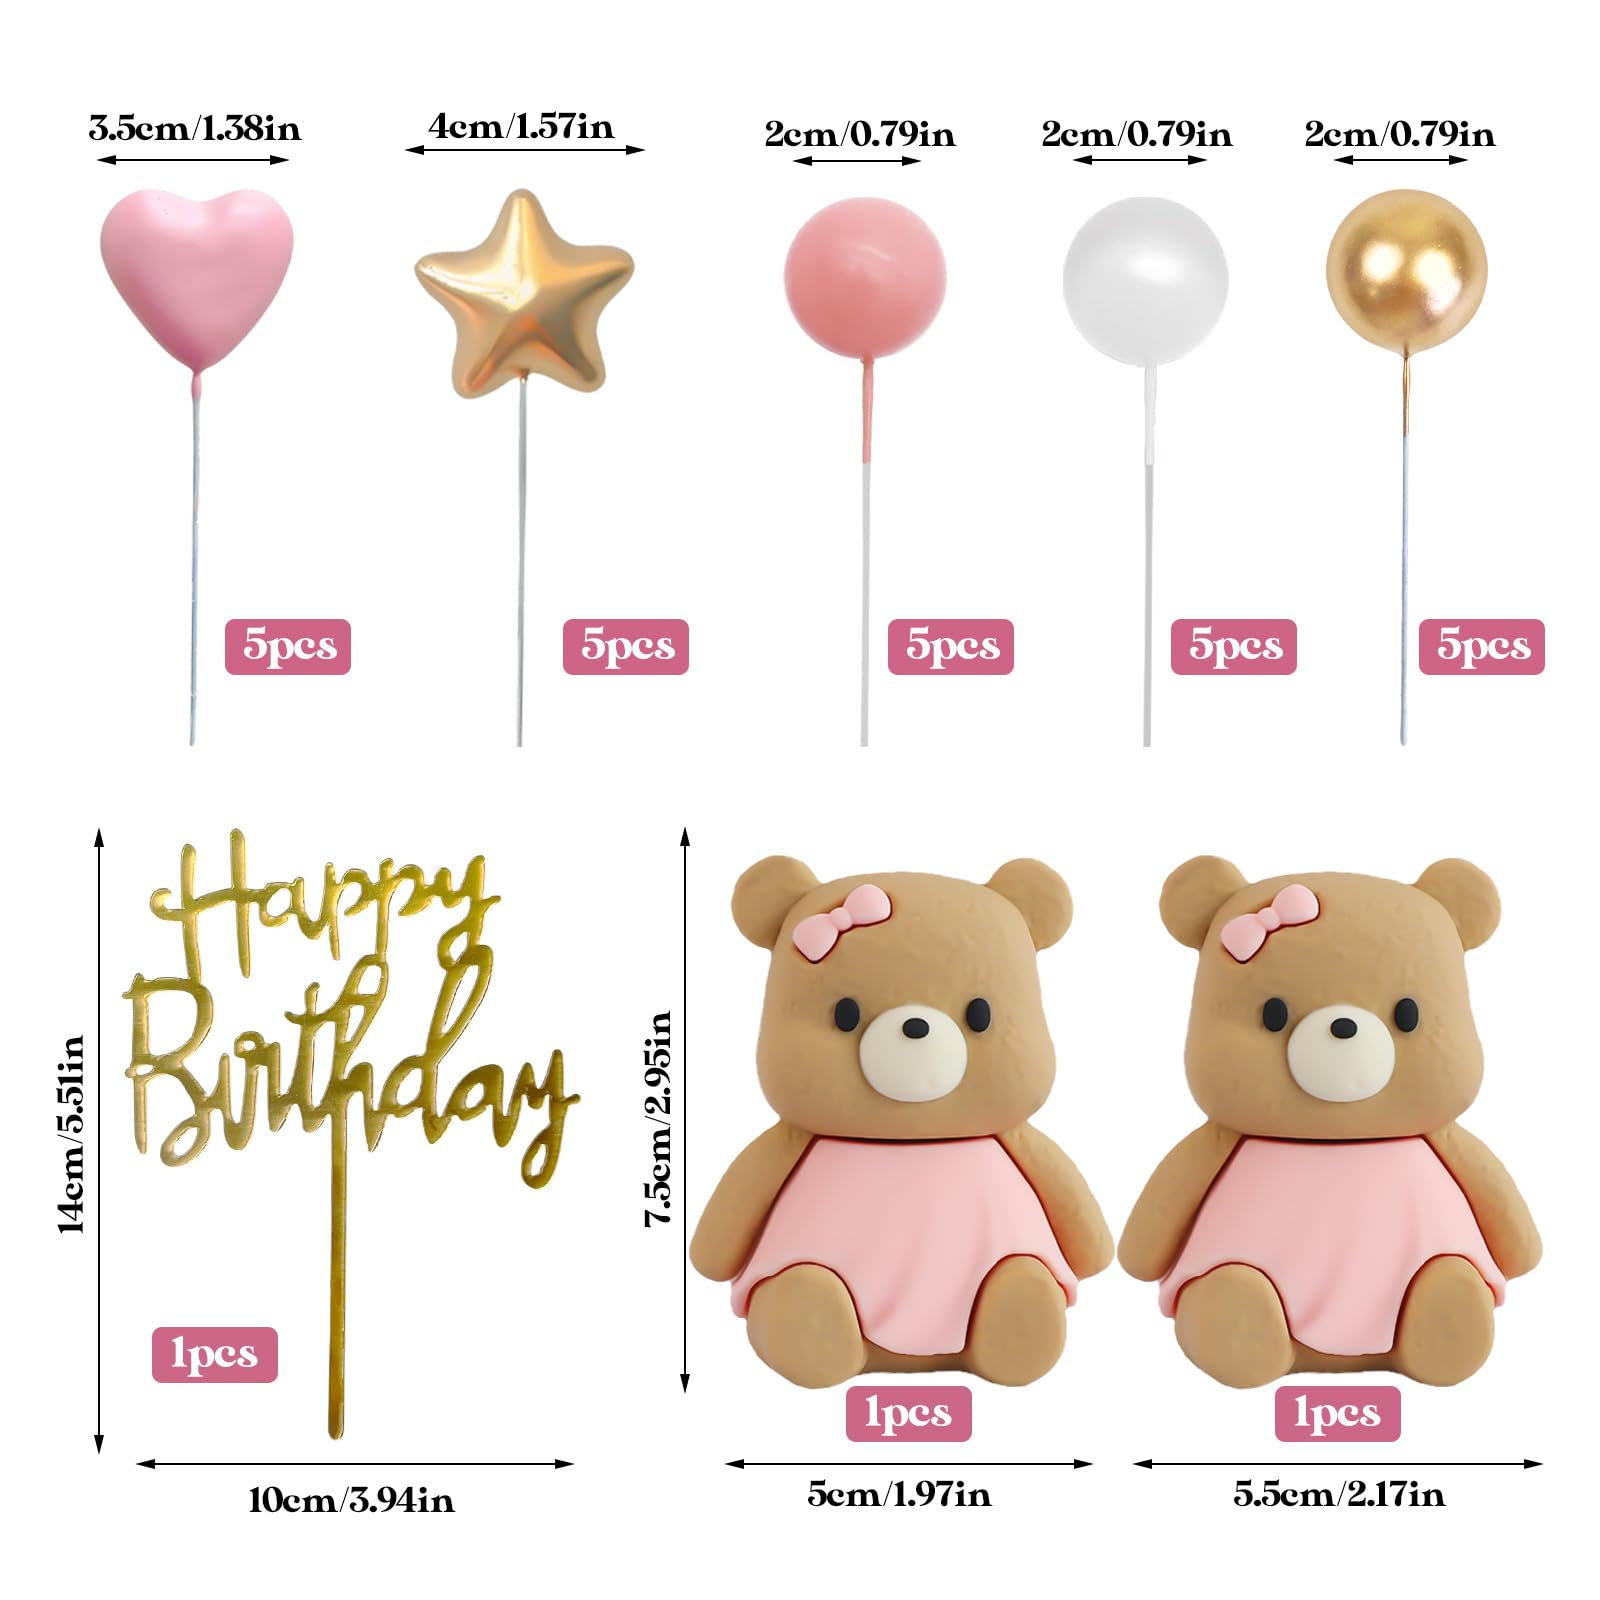 3.5cm/1.38in
4cm/1.57in
2cm/0.79in
2cm/0.79in
2cm/0.79in
5pcs
5pcs
5pcs
5pcs
5pcs
Happy
Birthday
14cm/5.51in
1pcs
10cm/3.94in
7.5cm/2.95in
1pcs
1pcs
5cm/1.97in
5.5cm/2.17in